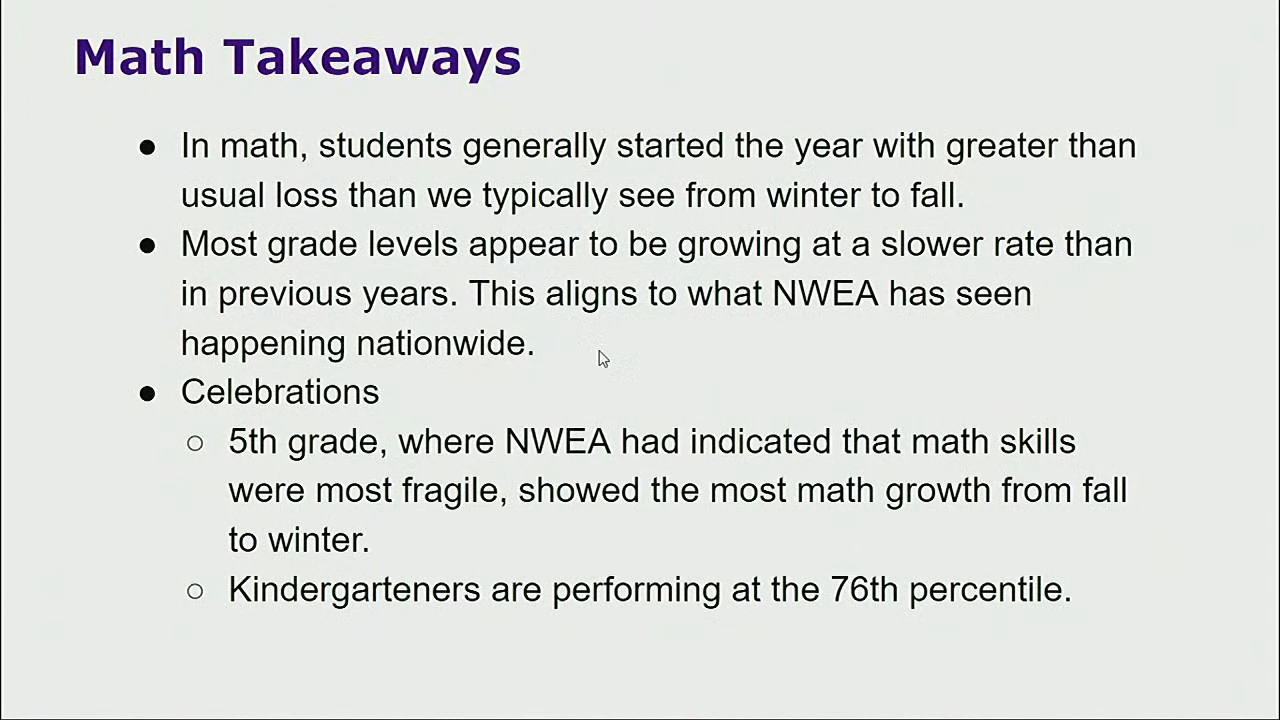 Math Takeaways
● In math, students generally started the year with greater than
usual loss than we typically see from winter to fall.
● Most grade levels appear to be growing at a slower rate than
in previous years. This aligns to what NWEA has seen
happening nationwide.
● Celebrations
○ 5th grade, where NWEA had indicated that math skills
were most fragile, showed the most math growth from fall
to winter.
○ Kindergarteners are performing at the 76th percentile.